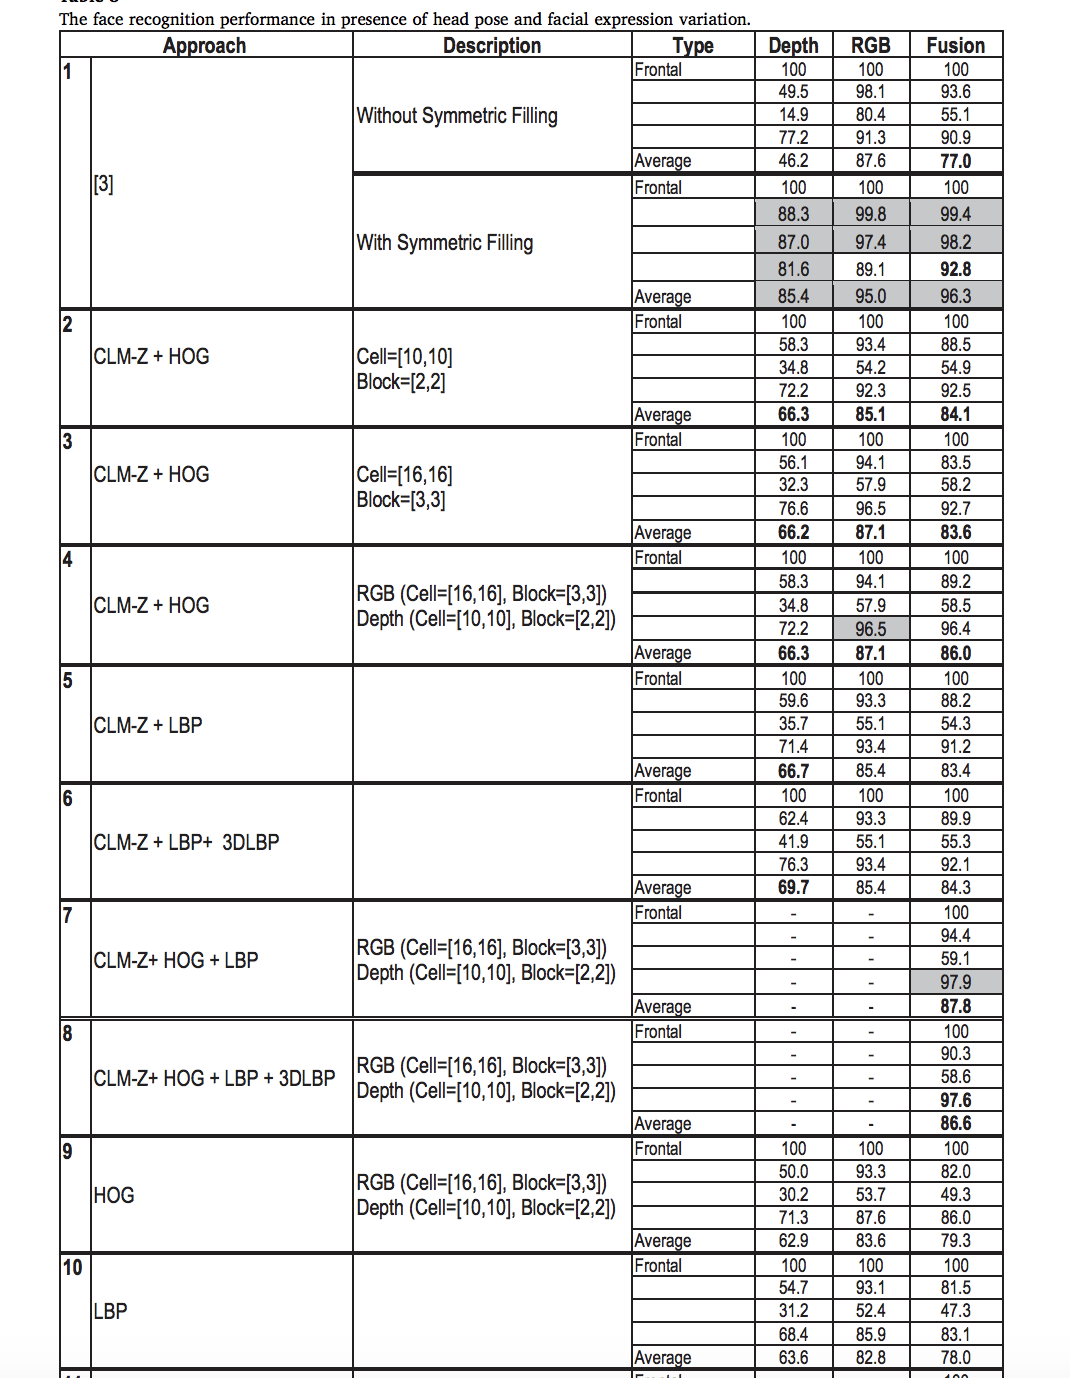 The face recognition performance in presence of head pose and facial expression variation.
Approach Description Type Depth RGB Fusion
1 [3] Without Symmetric Filling Frontal 100 100 100
49.5 98.1 93.6
14.9 80.4 55.1
77.2 91.3 90.9
Average 46.2 87.6 77.0
With Symmetric Filling Frontal 100 100 100
88.3 99.8 99.4
87.0 97.4 98.2
81.6 89.1 92.8
Average 85.4 95.0 96.3
2 CLM-Z + HOG Cell=[10,10] Frontal 100 100 100
Block=[2,2] 58.3 93.4 88.5
34.8 54.2 54.9
72.2 92.3 92.5
Average 66.3 85.1 84.1
3 CLM-Z + HOG Cell=[16,16] Frontal 100 100 100
Block=[3,3] 56.1 94.1 83.5
32.3 57.9 58.2
76.6 96.5 92.7
Average 66.2 87.1 83.6
4 CLM-Z + HOG RGB (Cell=[16,16], Block=[3,3]) Frontal 100 100 100
Depth (Cell=[10,10], Block=[2,2]) 58.3 94.1 89.2
34.8 57.9 58.5
72.2 96.5 96.4
Average 66.3 87.1 86.0
5 CLM-Z + LBP Frontal 100 100 100
59.6 93.3 88.2
35.7 55.1 54.3
71.4 93.4 91.2
Average 66.7 85.4 83.4
6 CLM-Z + LBP+ 3DLBP Frontal 100 100 100
62.4 93.3 89.9
41.9 55.1 55.3
76.3 93.4 92.1
Average 69.7 85.4 84.3
7 CLM-Z+ HOG + LBP RGB (Cell=[16,16], Block=[3,3]) Frontal - - 100
Depth (Cell=[10,10], Block=[2,2]) - - 94.4
- - 59.1
- - 97.9
Average - - 87.8
8 CLM-Z+ HOG + LBP + 3DLBP RGB (Cell=[16,16], Block=[3,3]) Frontal - - 100
Depth (Cell=[10,10], Block=[2,2]) - - 90.3
- - 58.6
- - 97.6
Average - - 86.6
9 HOG RGB (Cell=[16,16], Block=[3,3]) Frontal 100 100 100
Depth (Cell=[10,10], Block=[2,2]) 50.0 93.3 82.0
30.2 53.7 49.3
71.3 87.6 86.0
Average 62.9 83.6 79.3
10 LBP Frontal 100 100 100
54.7 93.1 81.5
31.2 52.4 47.3
68.4 85.9 83.1
Average 63.6 82.8 78.0